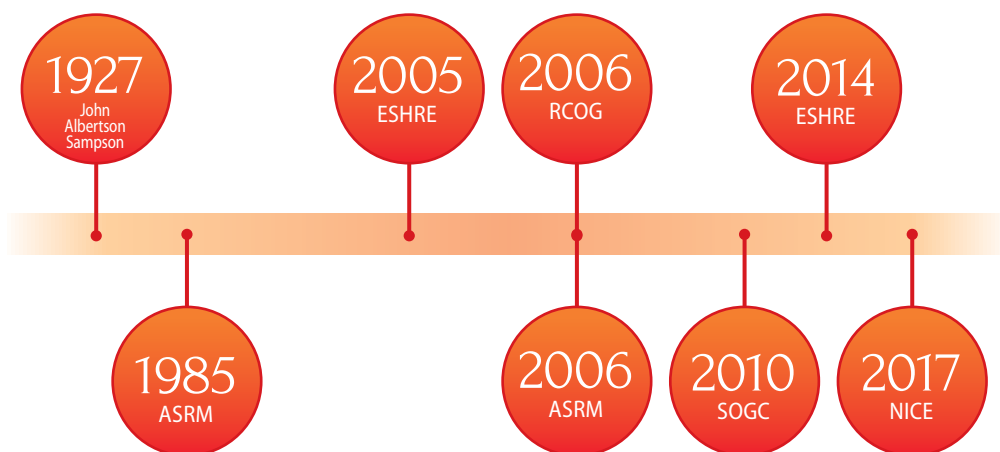 1927
John
Albertson
Sampson
2005
ESHRE
2006
RCOG
2014
ESHRE
1985
ASRM
2006
ASRM
2010
SOGC
2017
NICE